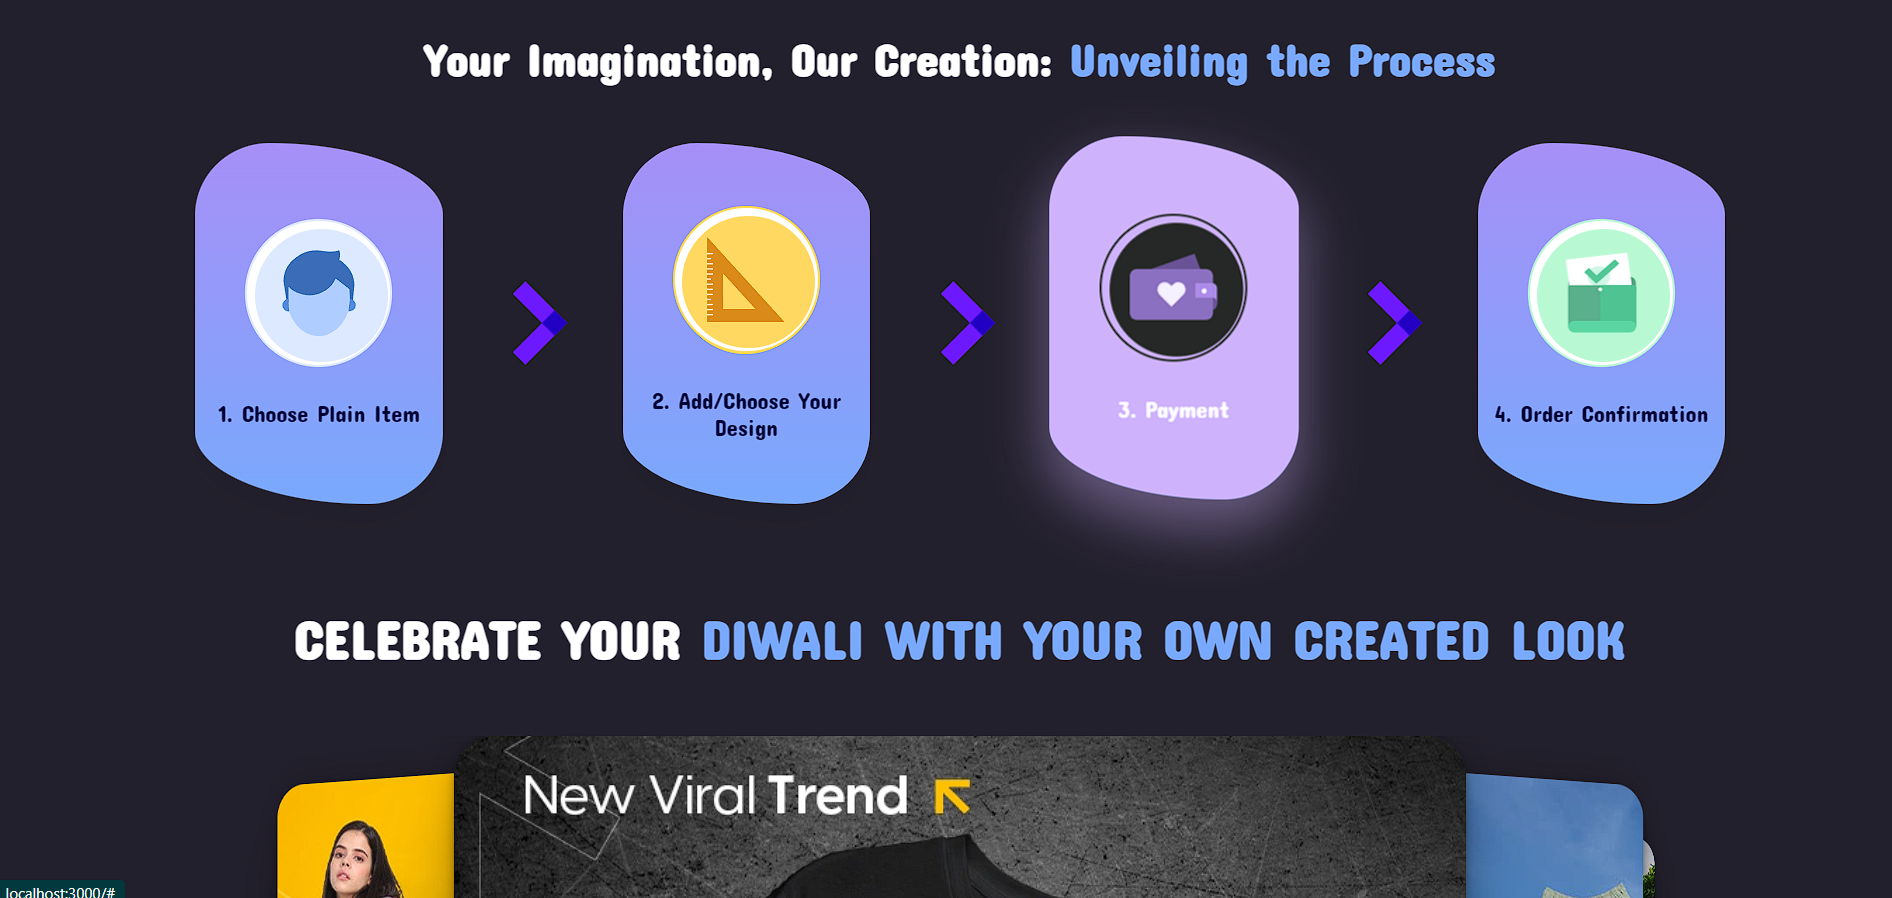 Your Imagination, Our Creation: Unveiling the Process
1. Choose Plain Item
2. Add/Choose Your
Design
3. Payment
4. Order Confirmation
CELEBRATE YOUR DIWALI WITH YOUR OWN CREATED LOOK
New Viral Trend
localhost:3000/#